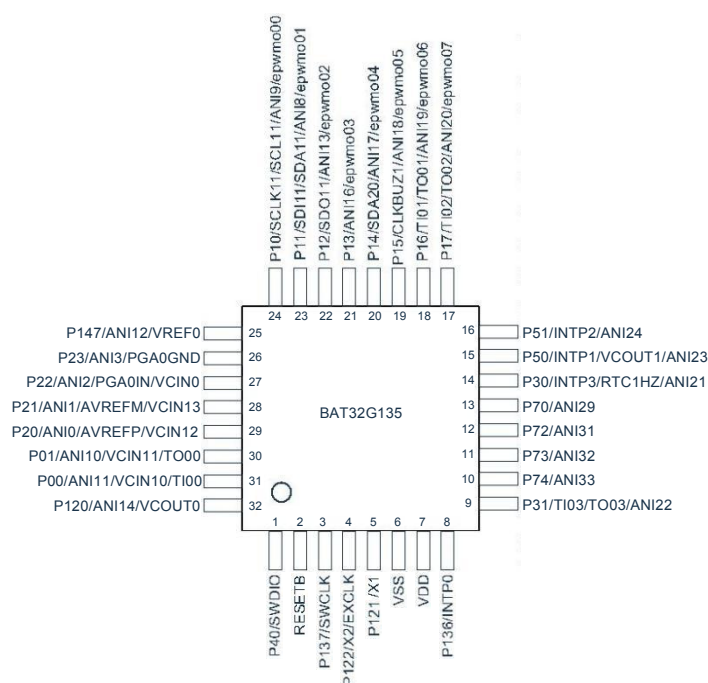 P10/SCLK11/SCL11/ANI9/epwmo00
P11/SDI11/SDA11/ANI8/epwmo01
P12/SDO11/ANI13/epwmo02
P13/ANI16/epwmo03
P14/SDA20/ANI17/epwmo04
P15/CLKBUZ1/ANI18/epwmo05
P16/TI01/TO01/ANI19/epwmo06
P17/TI02/TO02/ANI20/epwmo07
24 23 22 21 20 19 18 17
P147/ANI12/VREF0 25
P23/ANI3/PGA0GND 26
P22/ANI2/PGA0IN/VCIN0 27
P21/ANI1/AVREFM/VCIN13 28
P20/ANI0/AVREFP/VCIN12 29
P01/ANI10/VCIN11/TO00 30
P00/ANI11/VCIN10/TI00 31
P120/ANI14/VCOUT0 32
BAT32G135
16 P51/INTP2/ANI24
15 P50/INTP1/VCOUT1/ANI23
14 P30/INTP3/RTC1HZ/ANI21
13 P70/ANI29
12 P72/ANI31
11 P73/ANI32
10 P74/ANI33
9 P31/TI03/TO03/ANI22
1 2 3 4 5 6 7 8
P40/SWDIO
RESETB
P137/SWCLK
P122/X2/EXCLK
P121/X1
VSS
VDD
P136/INTP0